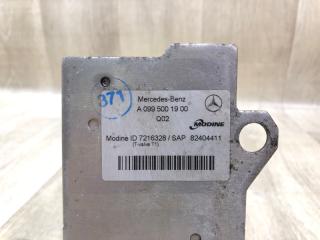 371
Mercedes-Benz
A 099 500 19 00
Q02
MODINE
Modine ID 7216328 / SAP 82404411
(T-valve T1)